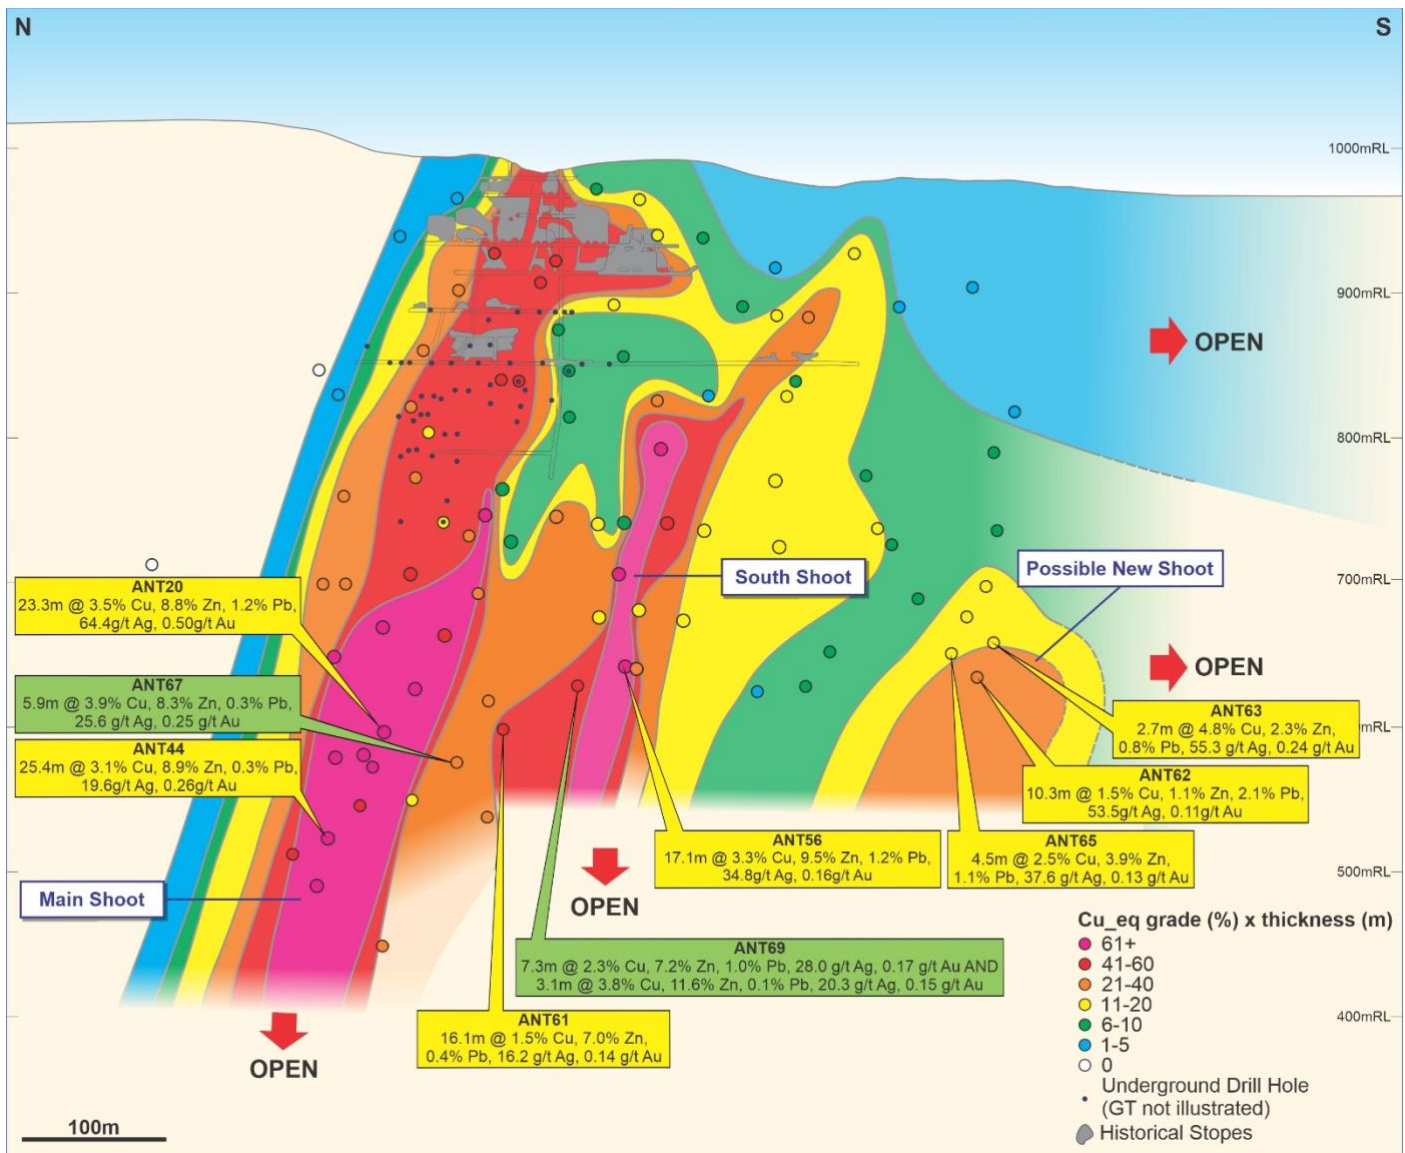 N
S
1000mRL
900mRL
OPEN
800mRL
700mRL
South Shoot
Possible New Shoot
ANT20
23.3m @ 3.5% Cu, 8.8% Zn, 1.2% Pb,
64.4g/t Ag, 0.50g/t Au
OPEN
ANT67
5.9m @ 3.9% Cu, 8.3% Zn, 0.3% Pb,
25.6 g/t Ag, 0.25 g/t Au
ANT63
2.7m @ 4.8% Cu, 2.3% Zn,
0.8% Pb, 55.3 g/t Ag, 0.24 g/t Au
mRL
ANT44
25.4m @ 3.1% Cu, 8.9% Zn, 0.3% Pb,
19.6g/t Ag, 0.26g/t Au
ANT62
10.3m @ 1.5% Cu, 1.1% Zn, 2.1% Pb,
53.5g/t Ag, 0.11g/t Au
ANT56
17.1m @ 3.3% Cu, 9.5% Zn, 1.2% Pb,
34.8g/t Ag, 0.16g/t Au
ANT65
4.5m @ 2.5% Cu, 3.9% Zn,
1.1% Pb, 37.6 g/t Ag, 0.13 g/t Au
500mRL
Main Shoot
OPEN
ANT69
7.3m @ 2.3% Cu, 7.2% Zn, 1.0% Pb, 28.0 g/t Ag, 0.17 g/t Au AND
3.1m @ 3.8% Cu, 11.6% Zn, 0.1% Pb, 20.3 g/t Ag, 0.15 g/t Au
ANT61
16.1m @ 1.5% Cu, 7.0% Zn,
0.4% Pb, 16.2 g/t Ag, 0.14 g/t Au
400mRL
OPEN
100m
Cu_eq grade (%) x thickness (m)
61+
41-60
21-40
11-20
6-10
1-5
0
Underground Drill Hole
(GT not illustrated)
Historical Stopes